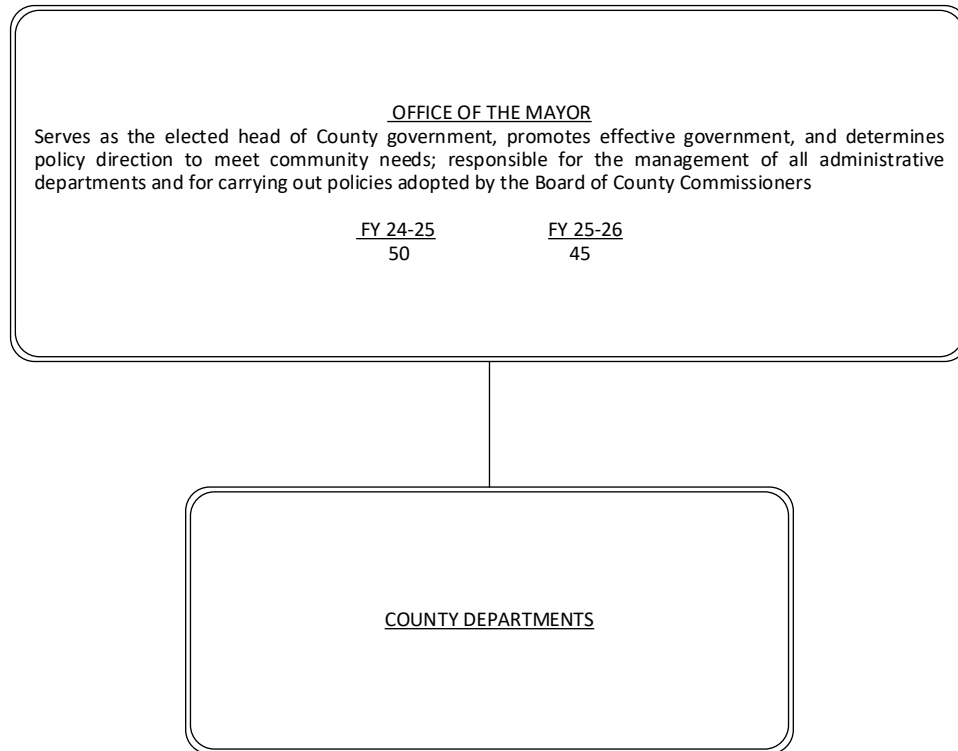 OFFICE OF THE MAYOR
Serves as the elected head of County government, promotes effective government, and determines
policy direction to meet community needs; responsible for the management of all administrative
departments and for carrying out policies adopted by the Board of County Commissioners
FY 24-25 FY 25-26
50 45
COUNTY DEPARTMENTS